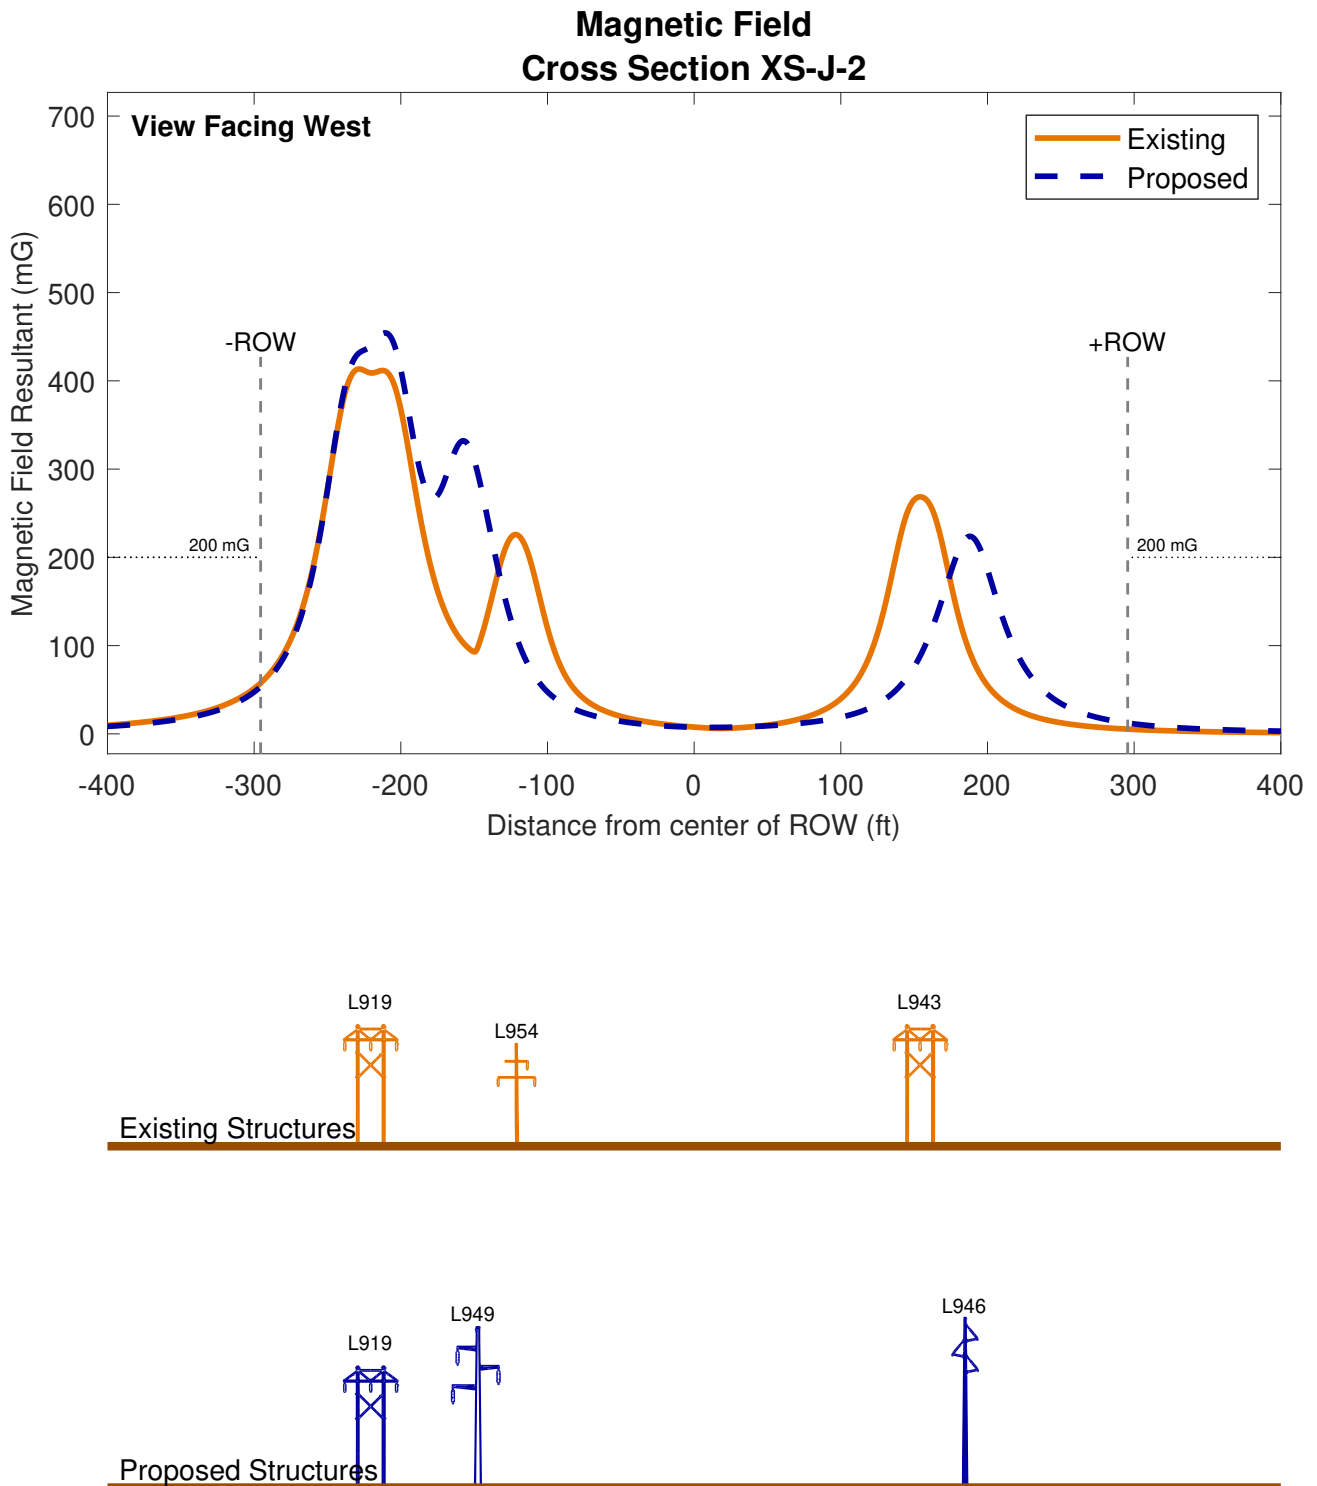 Magnetic Field
Cross Section XS-J-2
View Facing West
Existing
Proposed
700
600
500
400
300
200
100
0
Magnetic Field Resultant (mG)
-ROW
+ROW
200 mG
200 mG
-400
-300
-200
-100
0
100
200
300
400
Distance from center of ROW (ft)
L919
L954
L943
Existing Structures
L919
L949
L946
Proposed Structures